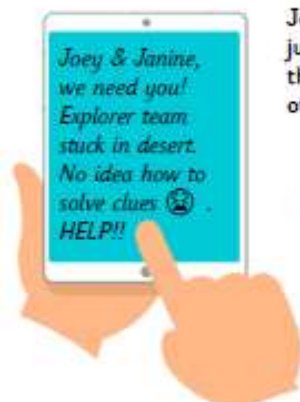 Joey & Janine,
we need you!
Explorer team
stuck in desert.
No idea how to
solve clues 😫 .
HELP!!